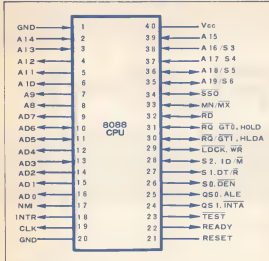 GND 1 40 Vcc
A14 2 39 A15
A13 3 38 A16/S3
A12 4 37 A17 S4
A11 5 36 A18/S5
A10 6 35 A19/S6
A9 7 34 SSO
A8 8 33 MN/MX
AD7 9 32 RD
AD6 10 8088 31 RQ GTO, HOLD
AD5 11 CPU 30 RQ/GT1, HLDA
AD4 12 29 LOCK, WR
AD3 13 28 S2. IO/M
AD2 14 27 S1. DT/R
AD1 15 26 S0. DEN
AD0 16 25 QS0. ALE
NMI 17 24 QS1. INTA
INTR 18 23 TEST
CLK 19 22 READY
GND 20 21 RESET